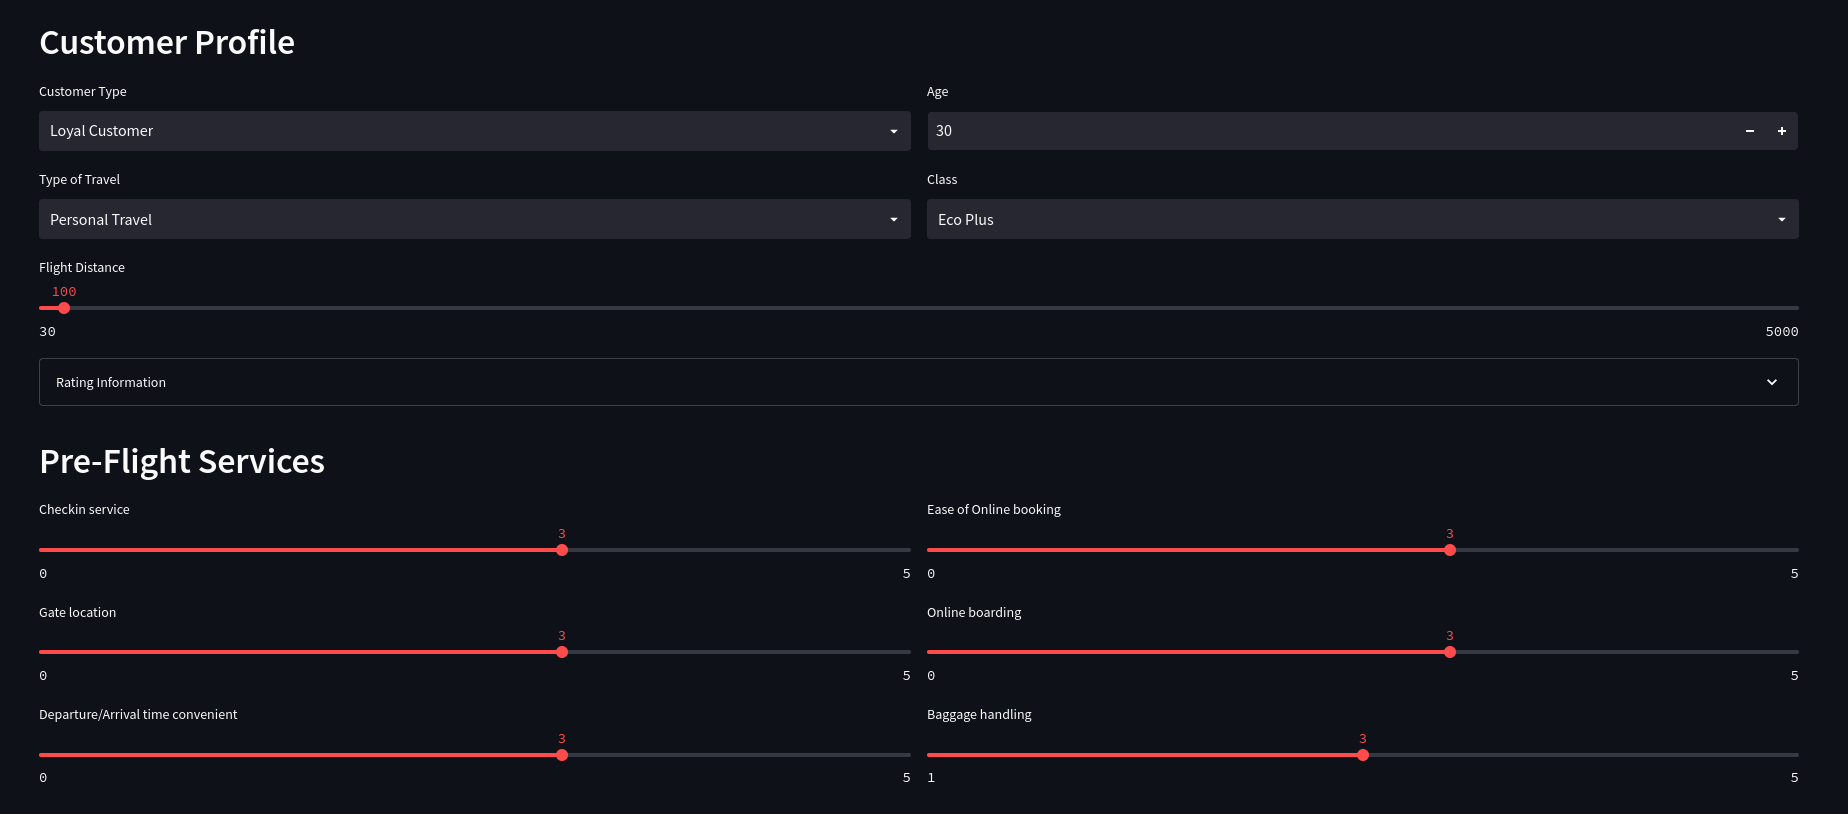 Customer Profile
Customer Type
Age
Loyal Customer
30
Type of Travel
Class
Personal Travel
Eco Plus
Flight Distance
100
30 5000
Rating Information
Pre-Flight Services
Checkin service
Ease of Online booking
3
3
0 5
0 5
Gate location
Online boarding
3
3
0 5
0 5
Departure/Arrival time convenient
Baggage handling
3
3
0 5
1 5